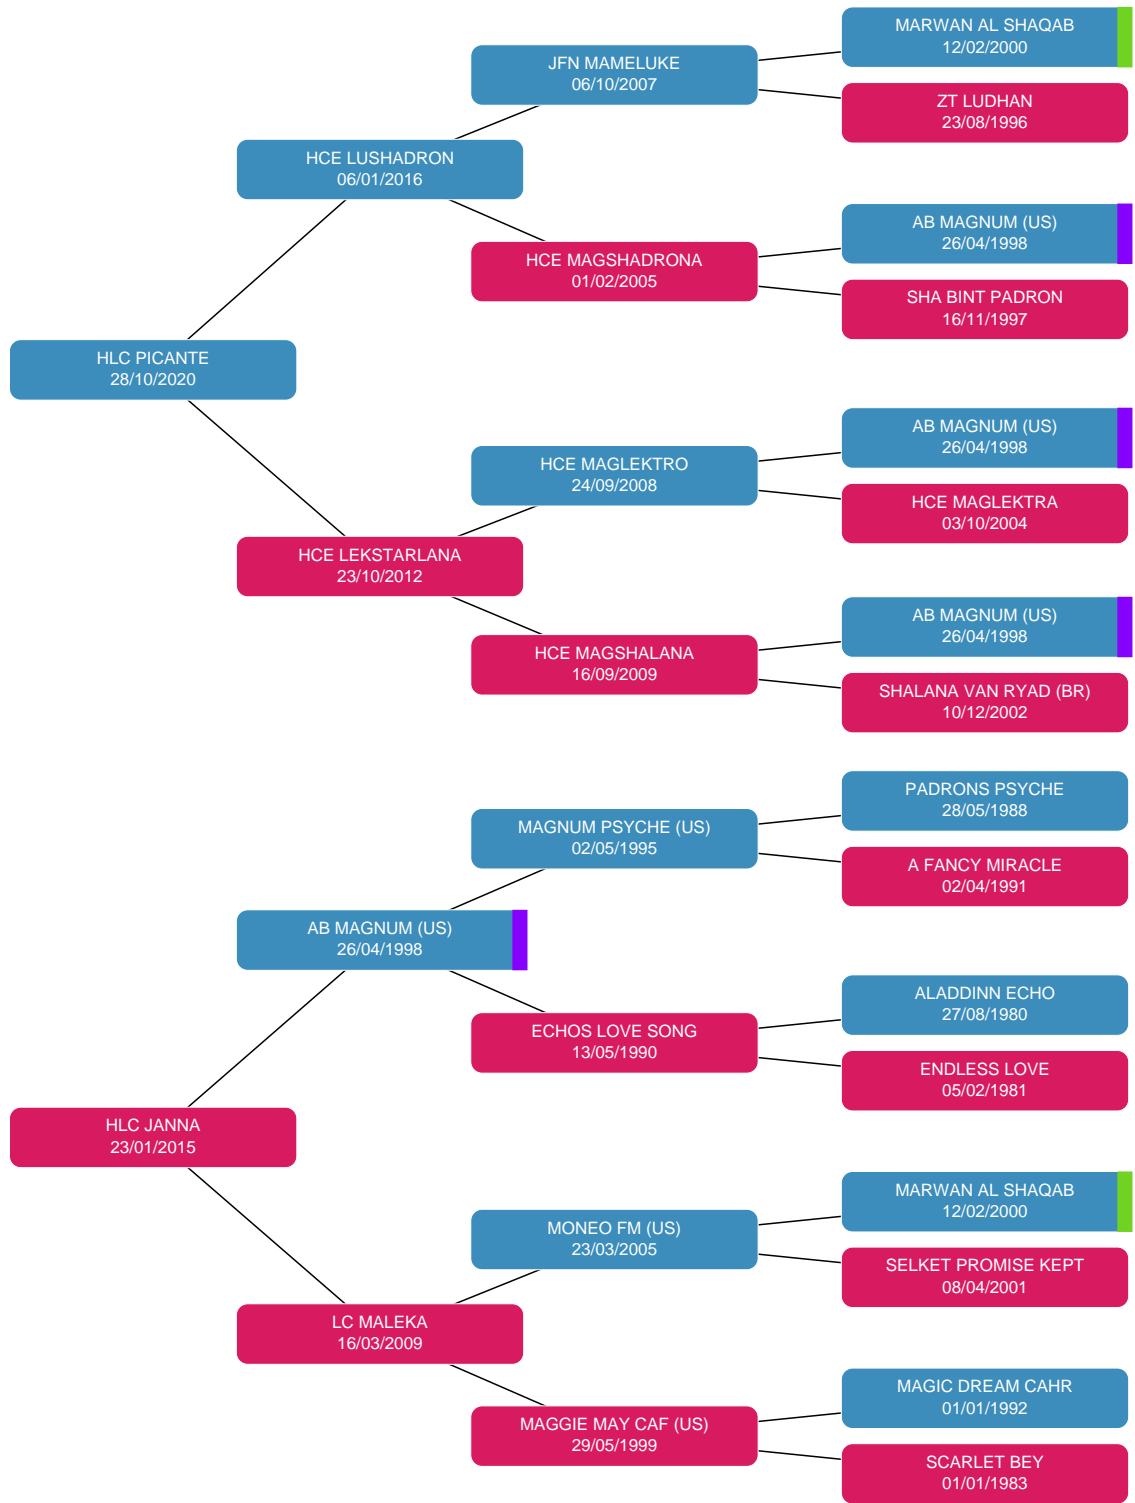 MARWAN AL SHAQAB
12/02/2000
JFN MAMELUKE
06/10/2007
ZT LUDHAN
23/08/1996
HCE LUSHADRON
06/01/2016
AB MAGNUM (US)
26/04/1998
HCE MAGSHADRONA
01/02/2005
SHA BINT PADRON
16/11/1997
HLC PICANTE
28/10/2020
AB MAGNUM (US)
26/04/1998
HCE MAGLEKTRO
24/09/2008
HCE MAGLEKTRA
03/10/2004
HCE LEKSTARLANA
23/10/2012
AB MAGNUM (US)
26/04/1998
HCE MAGSHALANA
16/09/2009
SHALANA VAN RYAD (BR)
10/12/2002
PADRONS PSYCHE
28/05/1988
MAGNUM PSYCHE (US)
02/05/1995
A FANCY MIRACLE
02/04/1991
AB MAGNUM (US)
26/04/1998
ALADDINN ECHO
27/08/1980
ECHOS LOVE SONG
13/05/1990
ENDLESS LOVE
05/02/1981
HLC JANNA
23/01/2015
MARWAN AL SHAQAB
12/02/2000
MONEO FM (US)
23/03/2005
SELKET PROMISE KEPT
08/04/2001
LC MALEKA
16/03/2009
MAGIC DREAM CAHR
01/01/1992
MAGGIE MAY CAF (US)
29/05/1999
SCARLET BEY
01/01/1983